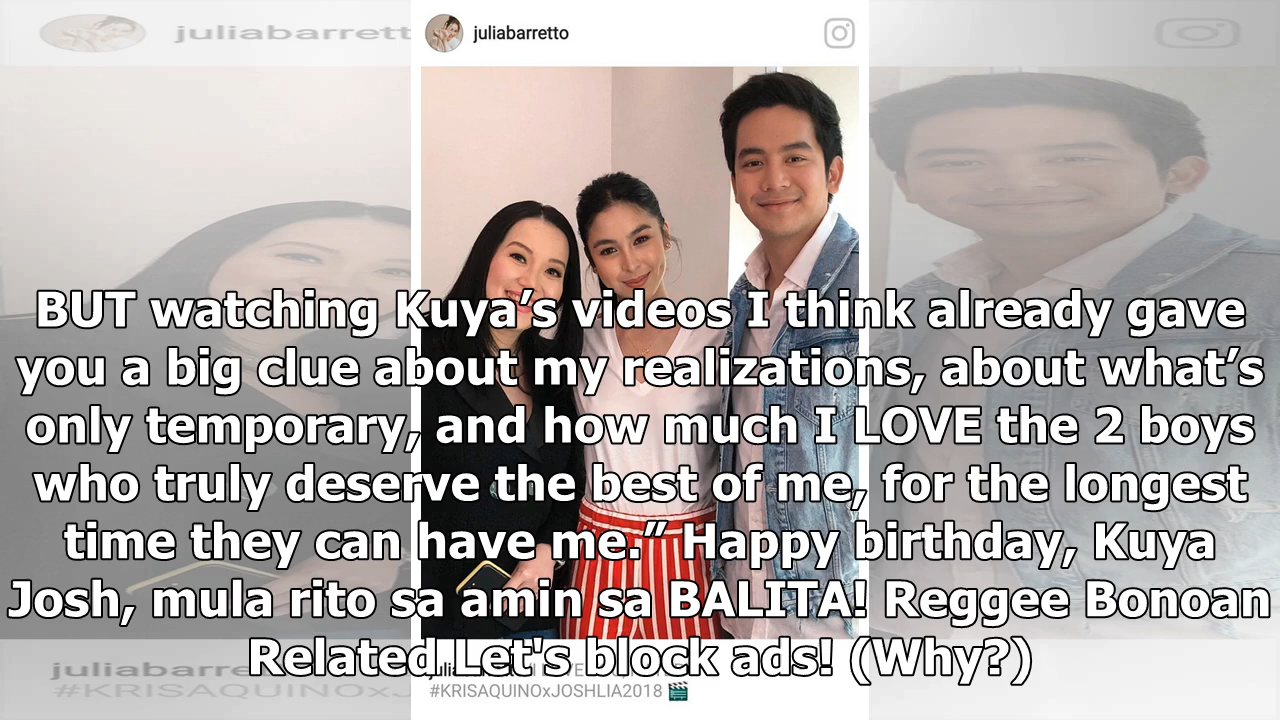 juliabarrett
juliabarretto
BUT watching Kuya’s videos I think already gave
you a big clue about my realizations, about what’s
only temporary, and how much I LOVE the 2 boys
who truly deserve the best of me, for the longest
time they can have me.” Happy birthday, Kuya
Josh, mula rito sa amin sa BALITA! Reggee Bonoan
Related Let's block ads! (Why?)
juliabarre
#KRISAQUINOxJ
#KRISAQUINOxJOSHLIA2018